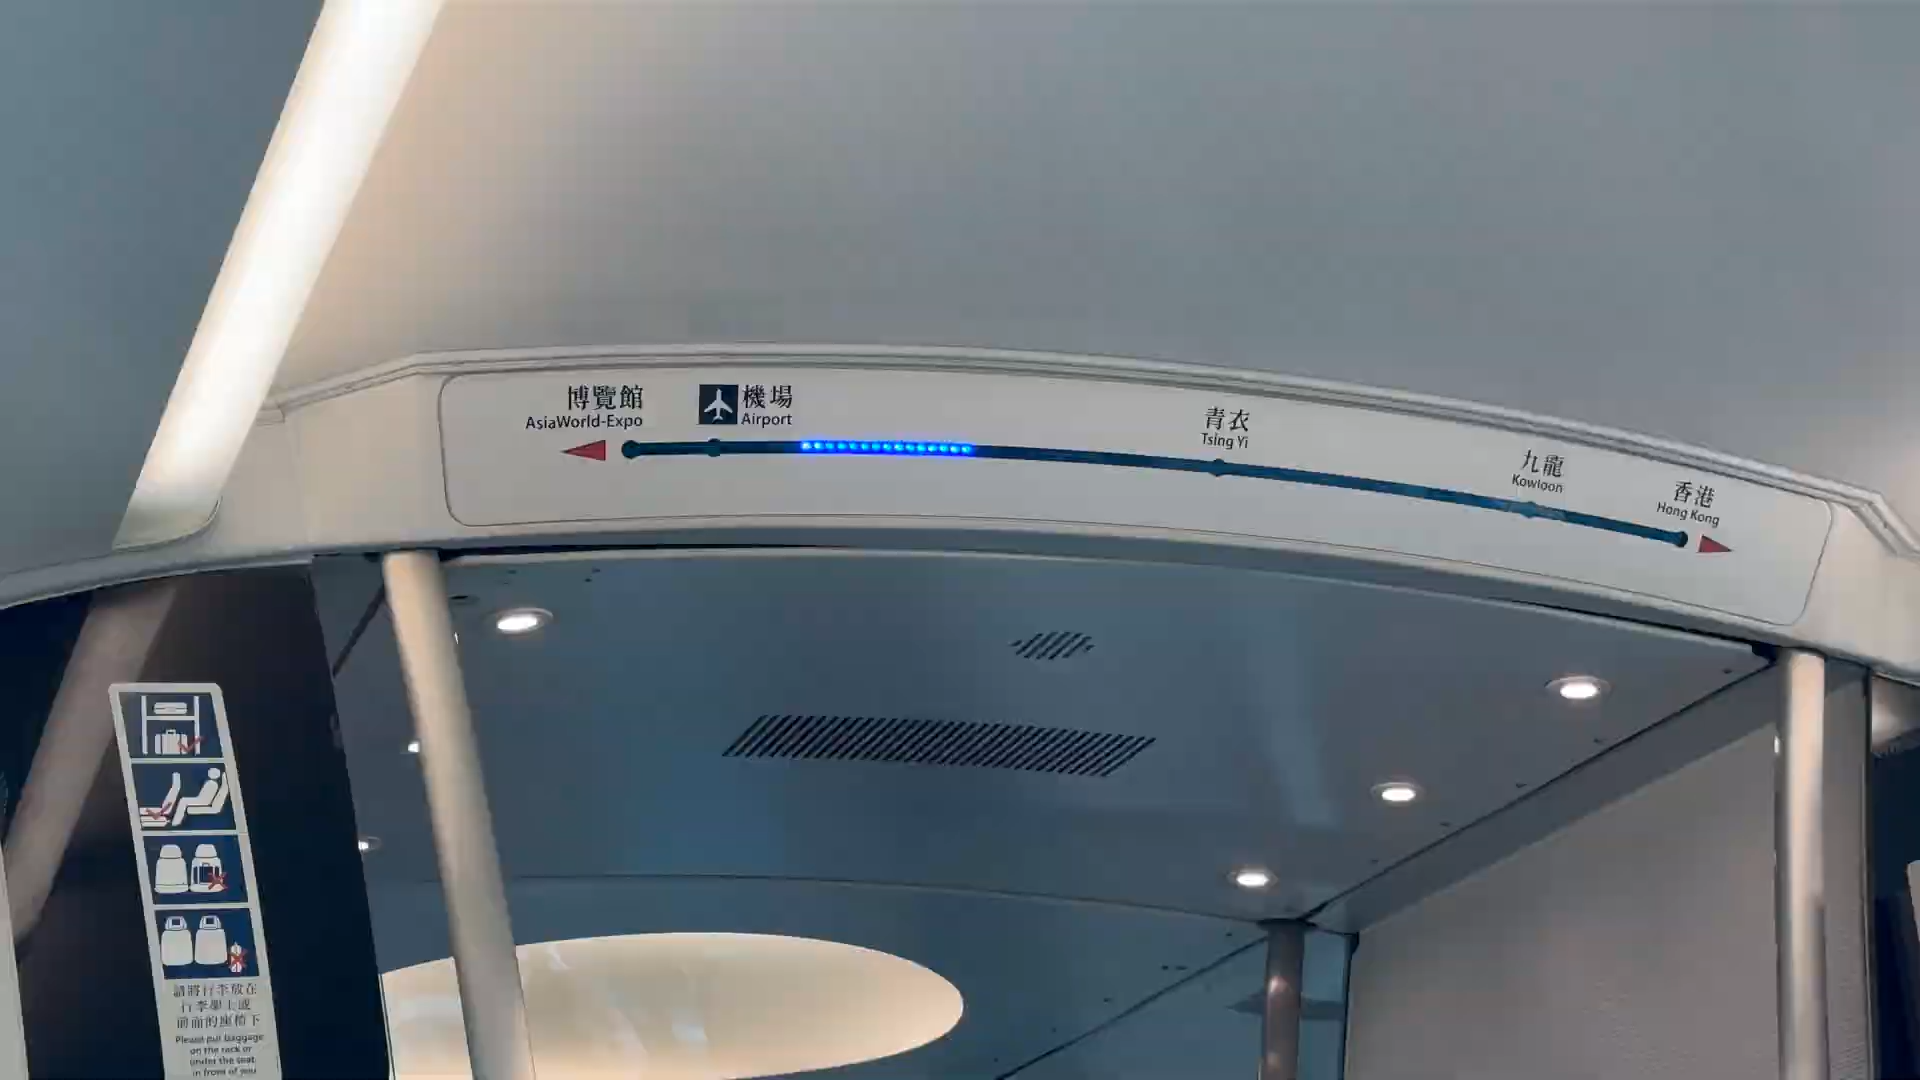 博覽館
AsiaWorld-Expo
機場
Airport
青衣
Tsing Yi
九龍
Kowloon
香港
Hong Kong
請將行李放在
行李架上或
前面的座椅下
Please put baggage
on the rack or
under the seat
in front of you